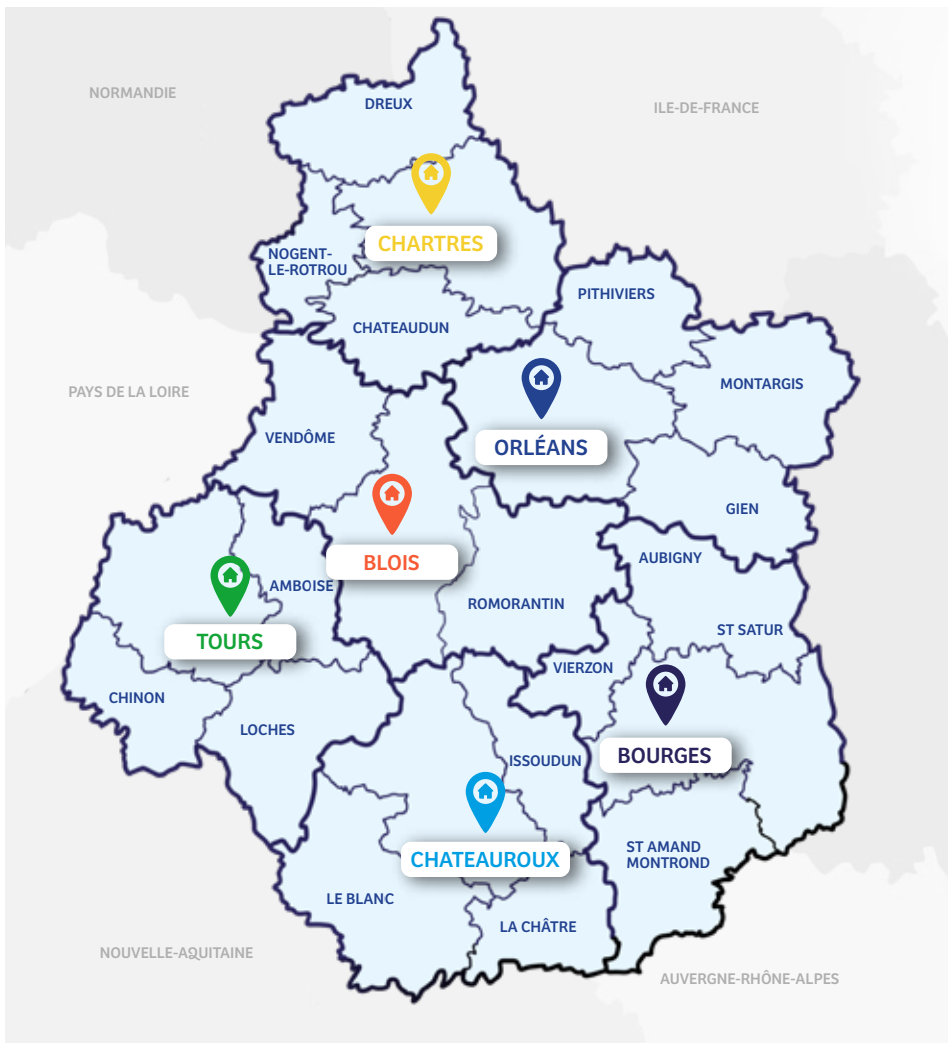 NORMANDIE
DREUX
ILE-DE-FRANCE
CHARTRES
NOGENT-
LE-ROTROU
PITHIVIERS
CHATEAUDUN
PAYS DE LA LOIRE
MONTARGIS
VENDÔME
ORLÉANS
GIEN
BLOIS
AUBIGNY
AMBOISE
ROMORANTIN
ST SATUR
TOURS
VIERZON
CHINON
LOCHES
BOURGES
ISSOUDUN
ST AMAND
MONTROND
CHATEAUROUX
LE BLANC
LA CHÂTRE
NOUVELLE-AQUITAINE
AUVERGNE-RHÔNE-ALPES